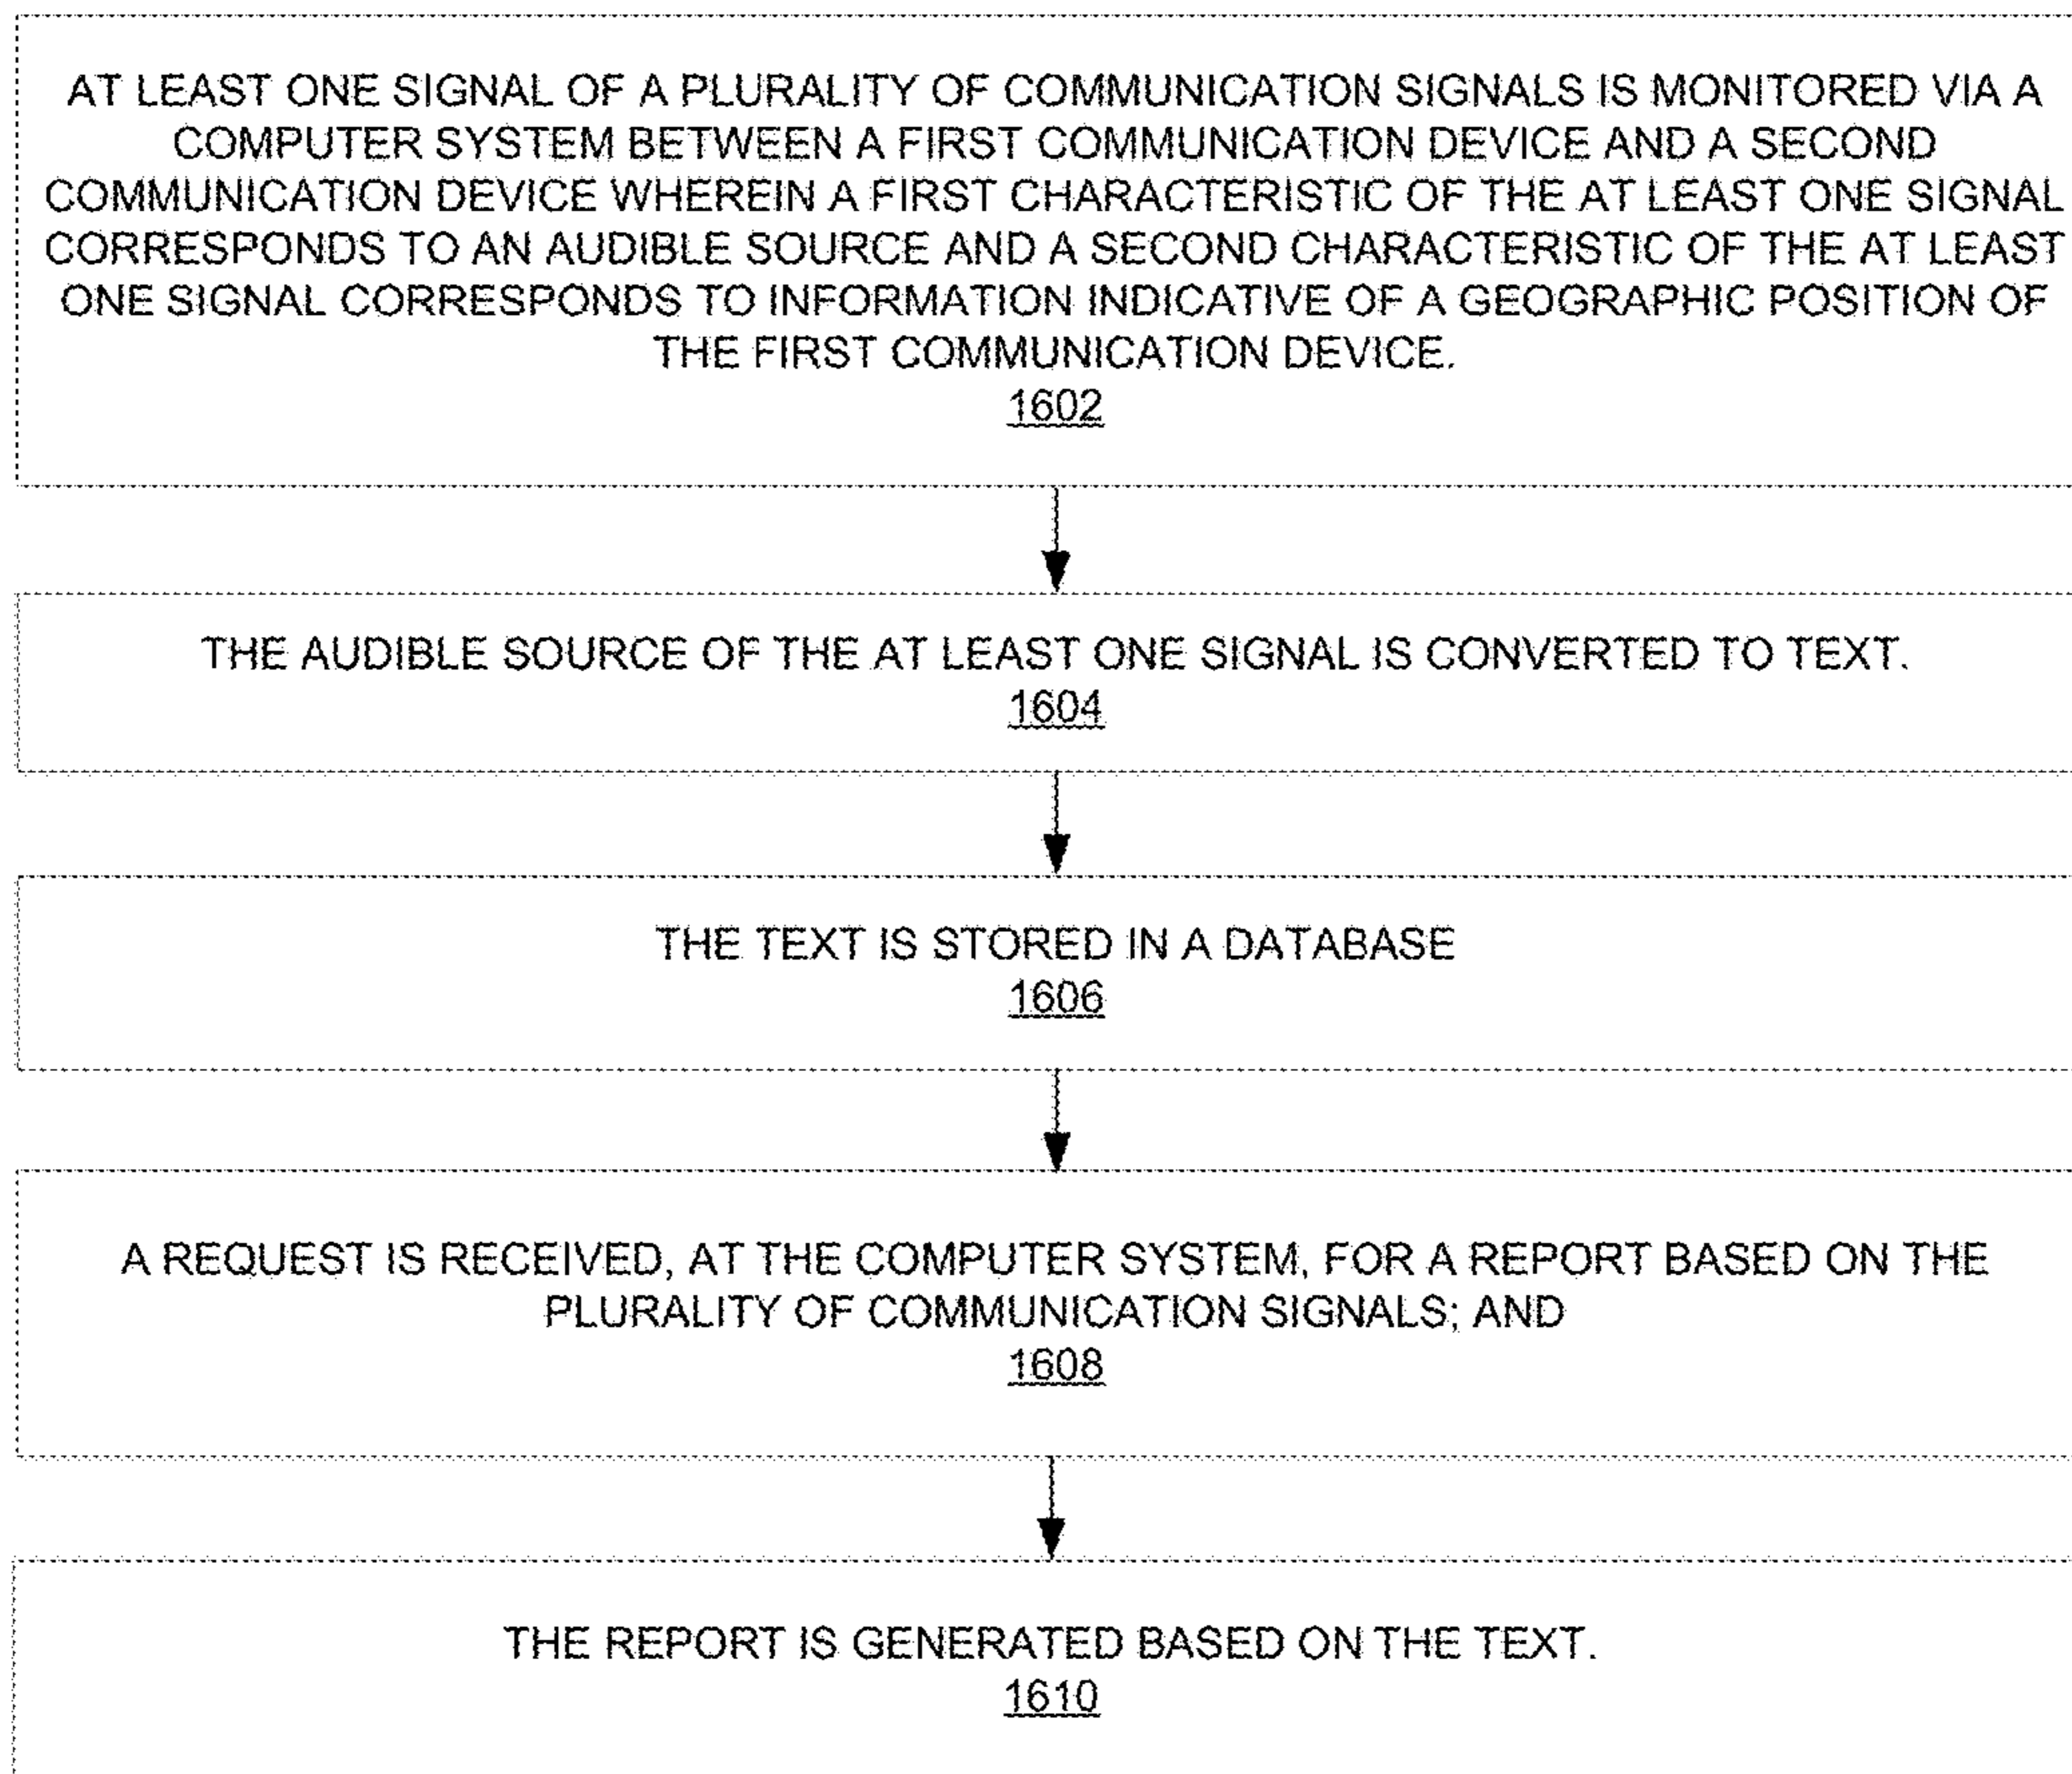 AT LEAST ONE SIGNAL OF A PLURALITY OF COMMUNICATION SIGNALS IS MONITORED VIA A
COMPUTER SYSTEM BETWEEN A FIRST COMMUNICATION DEVICE AND A SECOND
COMMUNICATION DEVICE WHEREIN A FIRST CHARACTERISTIC OF THE AT LEAST ONE SIGNAL
CORRESPONDS TO AN AUDIBLE SOURCE AND A SECOND CHARACTERISTIC OF THE AT LEAST
ONE SIGNAL CORRESPONDS TO INFORMATION INDICATIVE OF A GEOGRAPHIC POSITION OF
THE FIRST COMMUNICATION DEVICE.
1602
THE AUDIBLE SOURCE OF THE AT LEAST ONE SIGNAL IS CONVERTED TO TEXT.
1604
THE TEXT IS STORED IN A DATABASE
1606
A REQUEST IS RECEIVED, AT THE COMPUTER SYSTEM, FOR A REPORT BASED ON THE
PLURALITY OF COMMUNICATION SIGNALS; AND
1608
THE REPORT IS GENERATED BASED ON THE TEXT.
1610